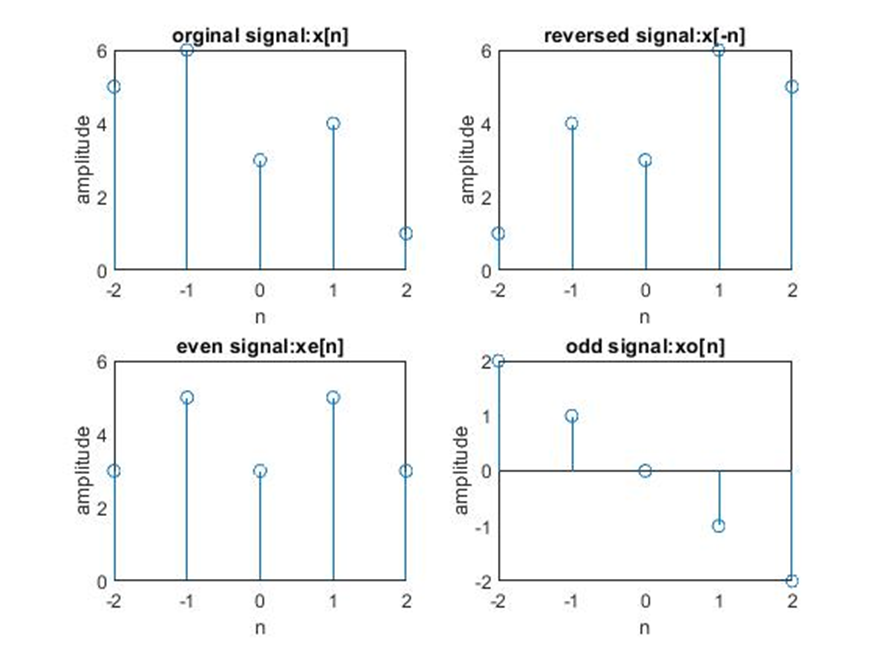 orginal signal:x[n]
6
4
2
0
amplitude
-2 -1 0 1 2
n
reversed signal:x[-n]
6
4
2
0
amplitude
-2 -1 0 1 2
n
even signal:xe[n]
6
4
2
0
amplitude
-2 -1 0 1 2
n
odd signal:xo[n]
2
1
0
-1
-2
amplitude
-2 -1 0 1 2
n